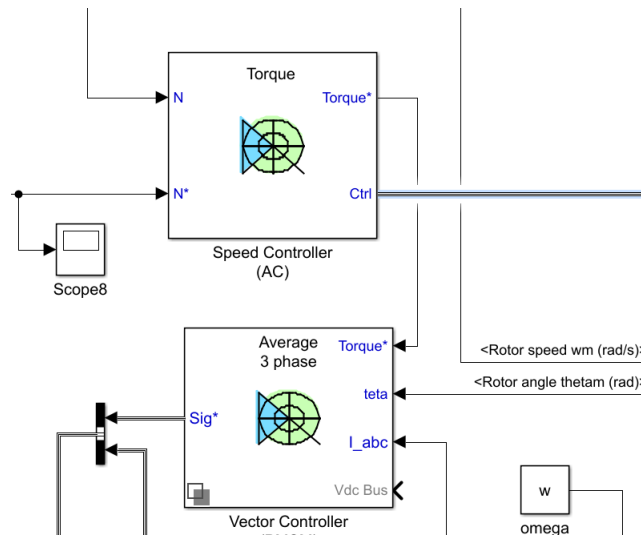 Torque
N
Torque*
N*
Ctrl
Speed Controller
(AC)
Scope8
Average
3 phase
Torque*
<Rotor speed wm (rad/s)>
<Rotor angle thetam (rad)>
teta
Sig*
I_abc
Vdc Bus
w
Vector Controller
omega